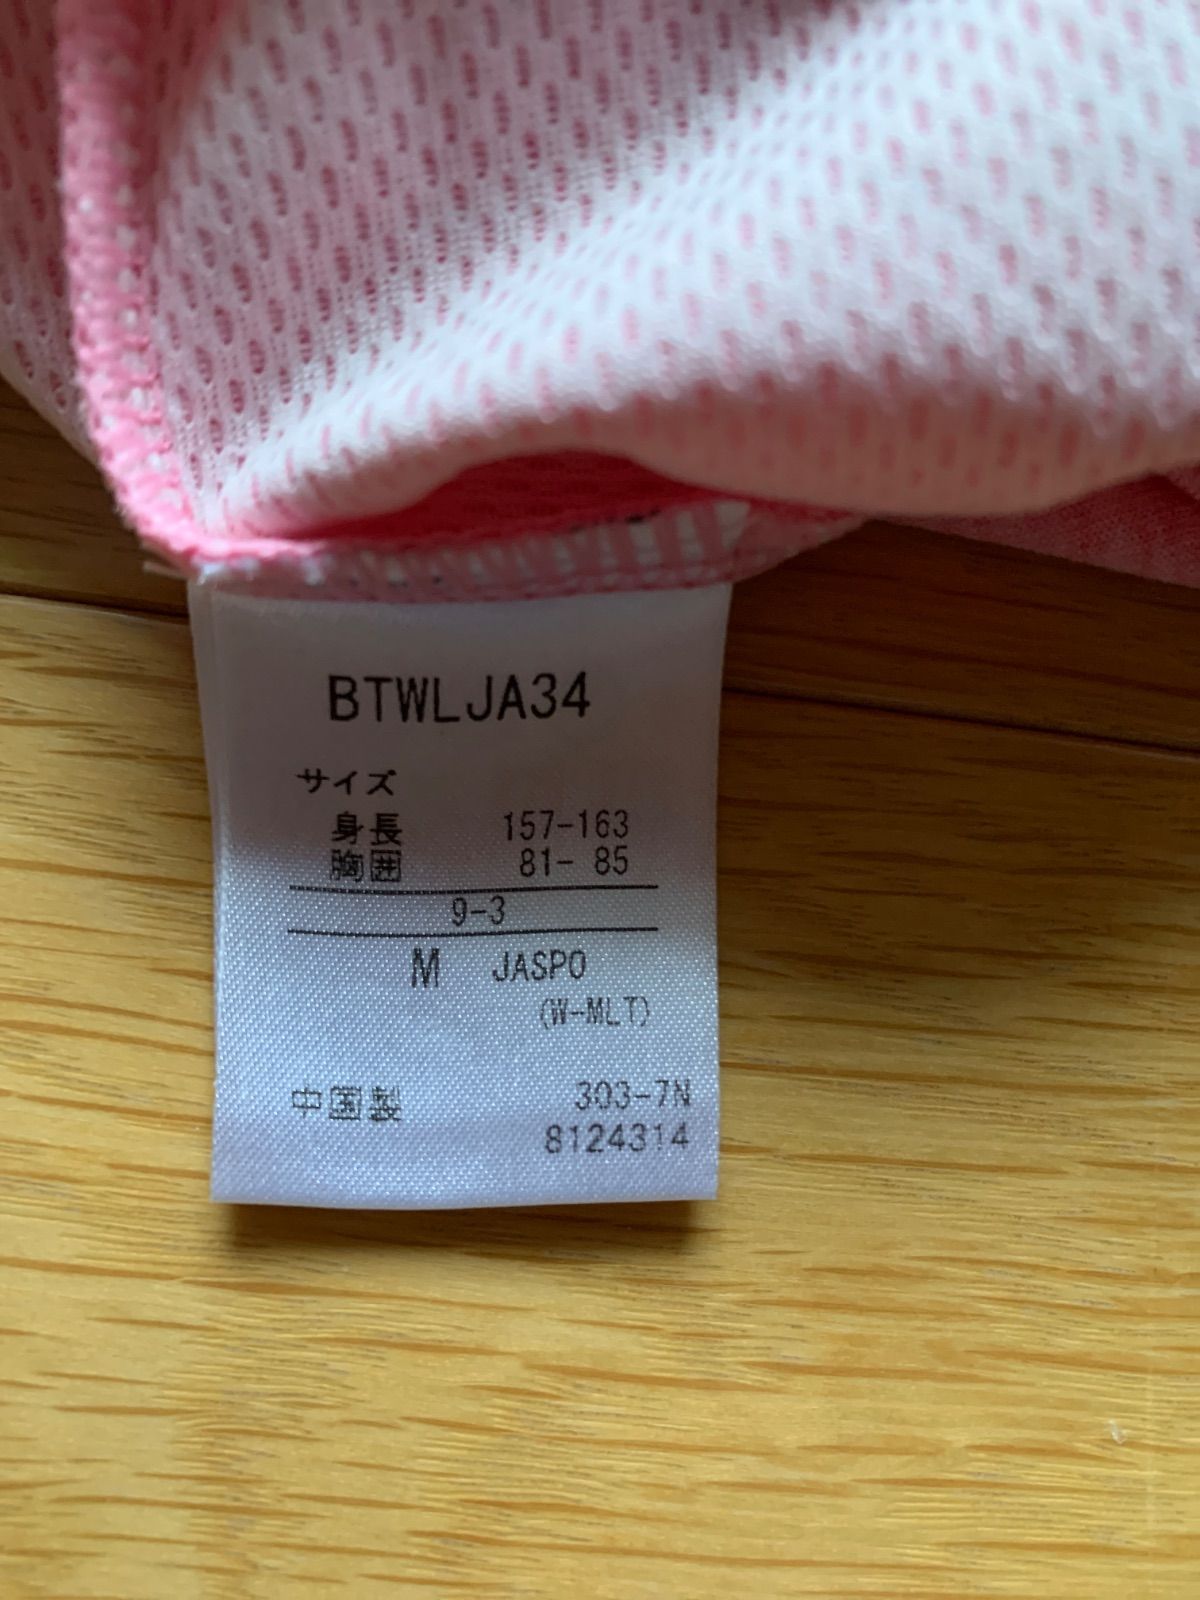 BTWLJA34
サイズ
身長 157-163
胸囲 81- 85
9-3
M JASPO
(W-MLT)
中国製 303-7N
8124314